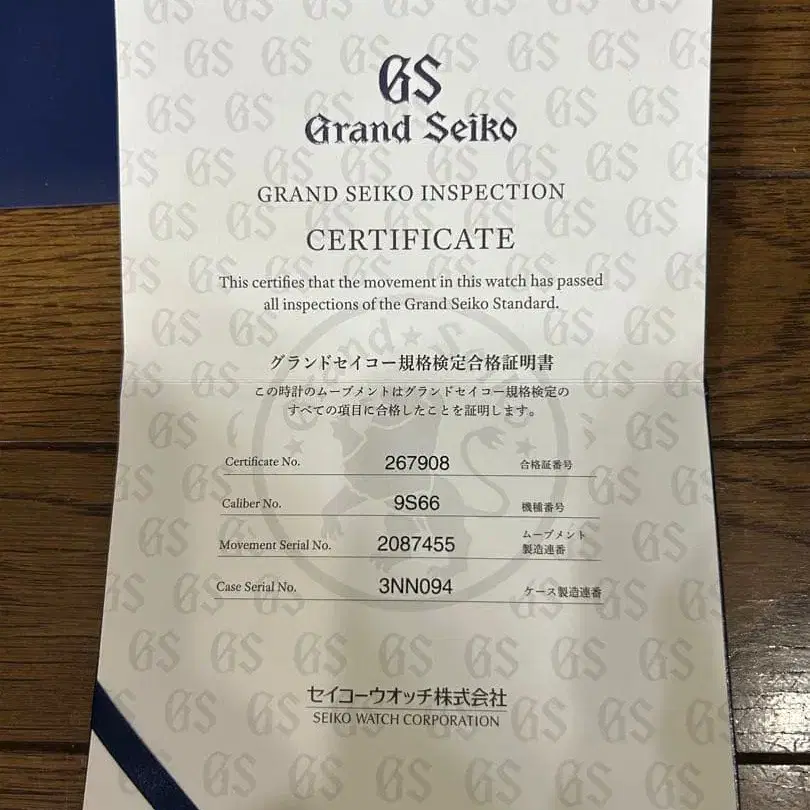 GS
Grand Seiko
GRAND SEIKO INSPECTION
CERTIFICATE
This certifies that the movement in this watch has passed
all inspections of the Grand Seiko Standard.
グランドセイコー規格検定合格証明書
この時計のムーブメントはグランドセイコー規格検定の
すべての項目に合格したことを証明します。
Certificate No. 267908 合格証番号
Caliber No. 9S66 機種番号
Movement Serial No. 2087455 ムーブメント
製造連番
Case Serial No. 3NN094 ケース製造連番
セイコーウオッチ株式会社
SEIKO WATCH CORPORATION